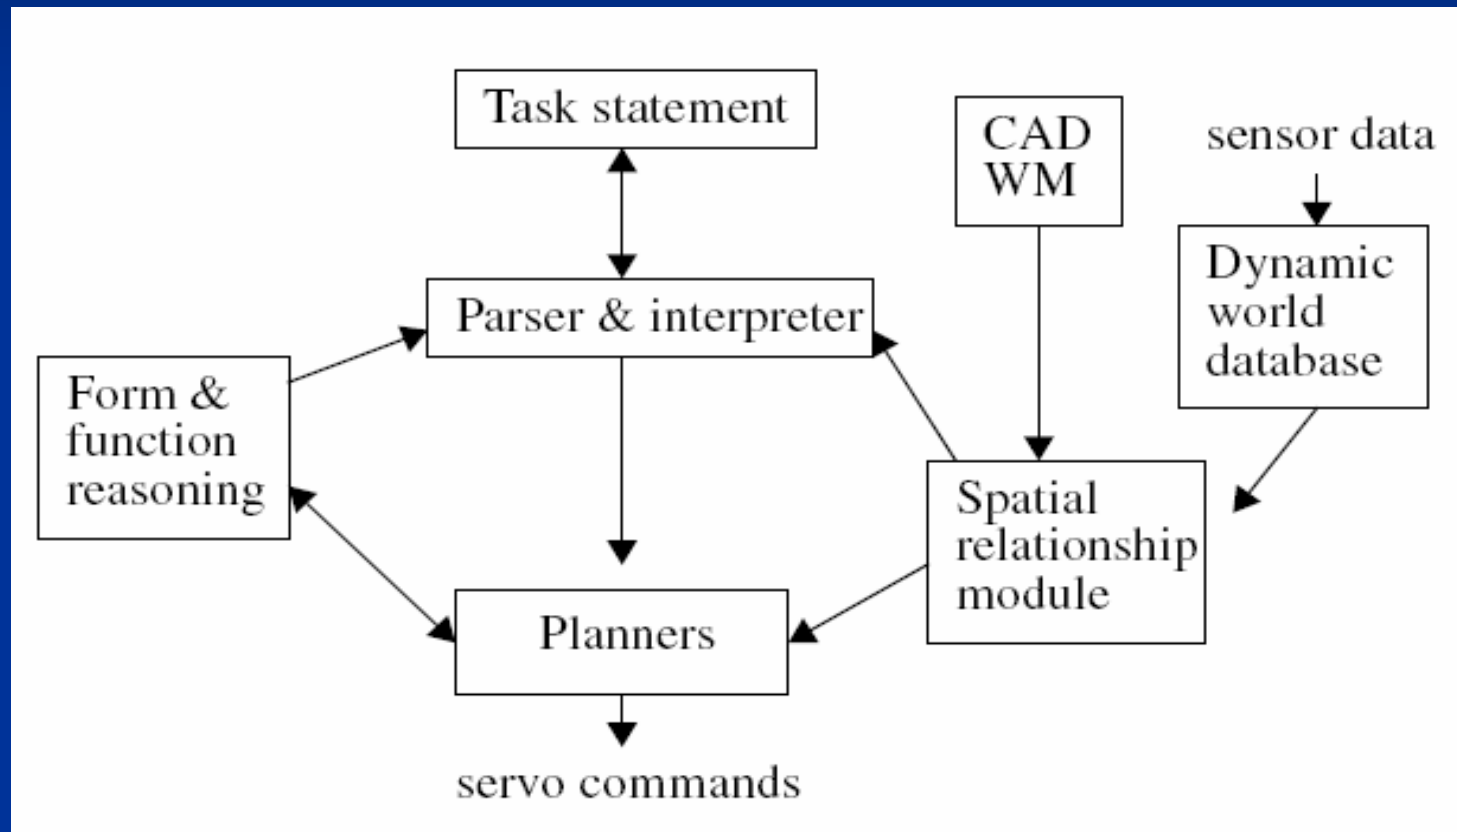 Task statement
CAD
WM
sensor data
Parser & interpreter
Dynamic
world
database
Form &
function
reasoning
Spatial
relationship
module
Planners
servo commands